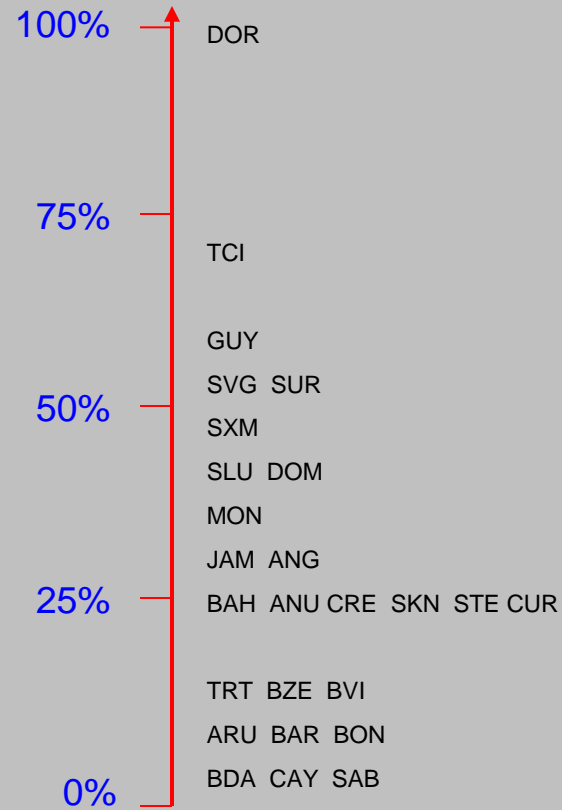 100% DOR
75%
TCI
GUY
SVG SUR
50%
SXM
SLU DOM
MON
JAM ANG
25% BAH ANU CRE SKN STE CUR
TRT BZE BVI
ARU BAR BON
0% BDA CAY SAB